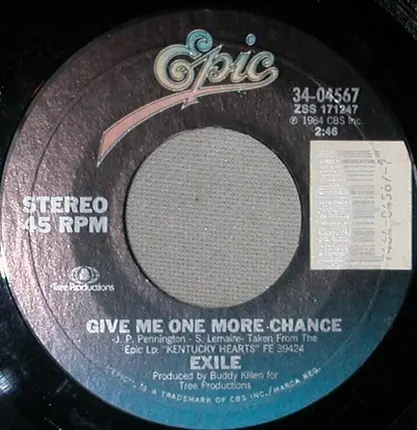 Epic
34-04567
ZSS 171247
℗ 1984 CBS Inc.
2:46
STEREO
45 RPM
Tree Productions
GIVE ME ONE MORE CHANCE
-J. P. Pennington - S. Lemaire- Taken From The
Epic Lp: "KENTUCKY HEARTS" FE 39424
EXILE
Produced by Buddy Killen for
Tree Productions
"EPIC" IS A TRADEMARK OF CBS INC./MARCA REG.